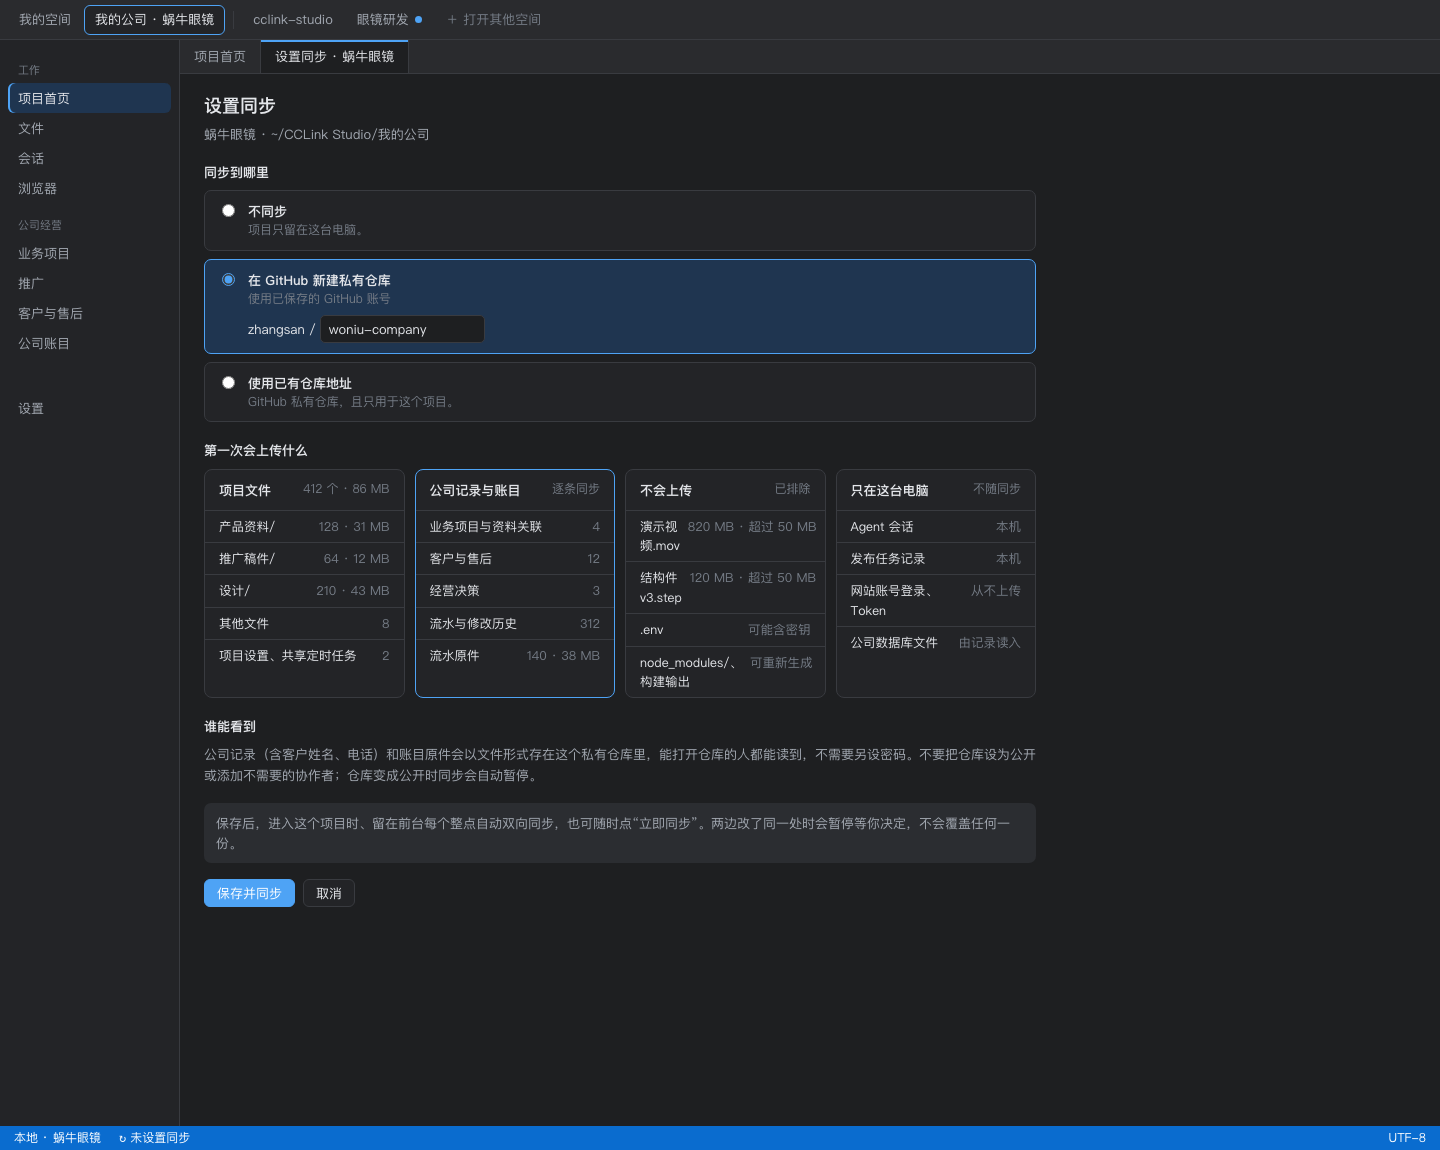 我的空间 我的公司 · 蜗牛眼镜 cclink-studio 眼镜研发 + 打开其他空间
工作
项目首页
文件
会话
浏览器
公司经营
业务项目
推广
客户与售后
公司账目
设置
项目首页 设置同步 · 蜗牛眼镜
设置同步
蜗牛眼镜 · ~/CCLink Studio/我的公司
同步到哪里
不同步
项目只留在这台电脑。
在 GitHub 新建私有仓库
使用已保存的 GitHub 账号
zhangsan / woniu-company
使用已有仓库地址
GitHub 私有仓库，且只用于这个项目。
第一次会上传什么
项目文件 412 个 · 86 MB
产品资料/ 128 · 31 MB
推广稿件/ 64 · 12 MB
设计/ 210 · 43 MB
其他文件 8
项目设置、共享定时任务 2
公司记录与账目 逐条同步
业务项目与资料关联 4
客户与售后 12
经营决策 3
流水与修改历史 312
流水原件 140 · 38 MB
不会上传 已排除
演示视 820 MB · 超过 50 MB
频.mov
结构件 120 MB · 超过 50 MB
v3.step
.env 可能含密钥
node_modules/、 可重新生成
构建输出
只在这台电脑 不随同步
Agent 会话 本机
发布任务记录 本机
网站账号登录、 从不上传
Token
公司数据库文件 由记录读入
谁能看到
公司记录（含客户姓名、电话）和账目原件会以文件形式存在这个私有仓库里，能打开仓库的人都能读到，不需要另设密码。不要把仓库设为公开
或添加不需要的协作者；仓库变成公开时同步会自动暂停。
保存后，进入这个项目时、留在前台每个整点自动双向同步，也可随时点“立即同步”。两边改了同一处时会暂停等你决定，不会覆盖任何一
份。
保存并同步 取消
本地 · 蜗牛眼镜 ↻ 未设置同步 UTF-8